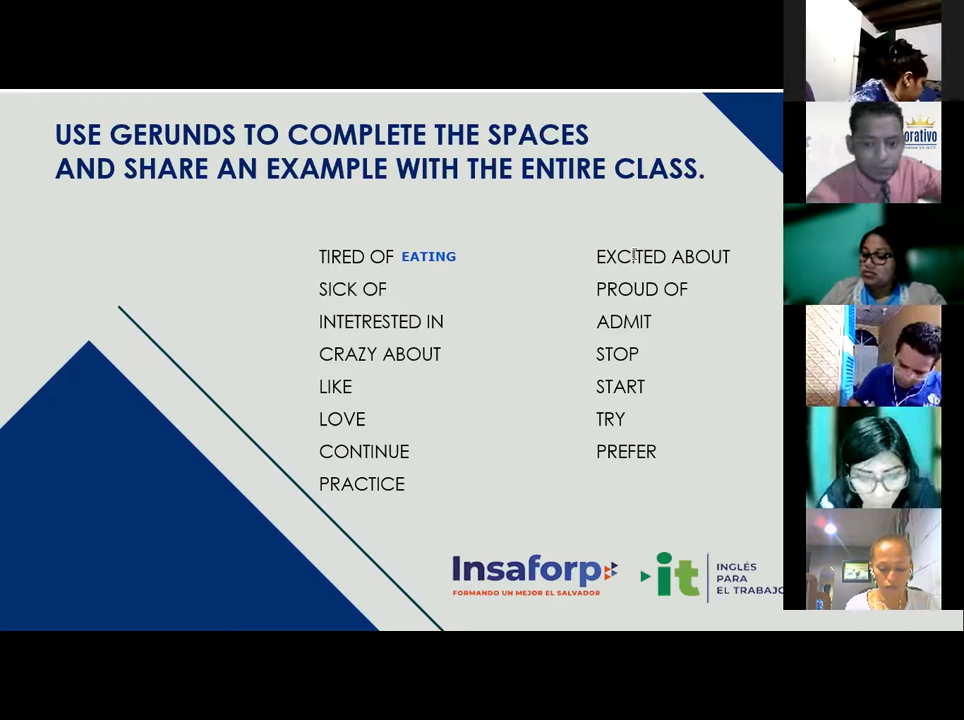 USE GERUNDS TO COMPLETE THE SPACES
AND SHARE AN EXAMPLE WITH THE ENTIRE CLASS.
TIRED OF EATING
SICK OF
INTETRESTED IN
CRAZY ABOUT
LIKE
LOVE
CONTINUE
PRACTICE
EXCITED ABOUT
PROUD OF
ADMIT
STOP
START
TRY
PREFER
Insaforp
FORMANDO UN MEJOR EL SALVADOR
it
INGLÉS
PARA
EL TRABAJO
orativo